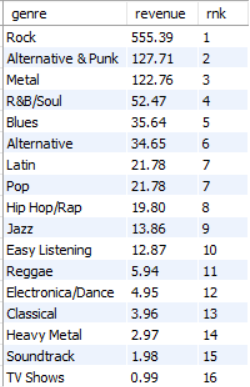 genre revenue rnk
Rock 555.39 1
Alternative & Punk 127.71 2
Metal 122.76 3
R&B/Soul 52.47 4
Blues 35.64 5
Alternative 34.65 6
Latin 21.78 7
Pop 21.78 7
Hip Hop/Rap 19.80 8
Jazz 13.86 9
Easy Listening 12.87 10
Reggae 5.94 11
Electronica/Dance 4.95 12
Classical 3.96 13
Heavy Metal 2.97 14
Soundtrack 1.98 15
TV Shows 0.99 16